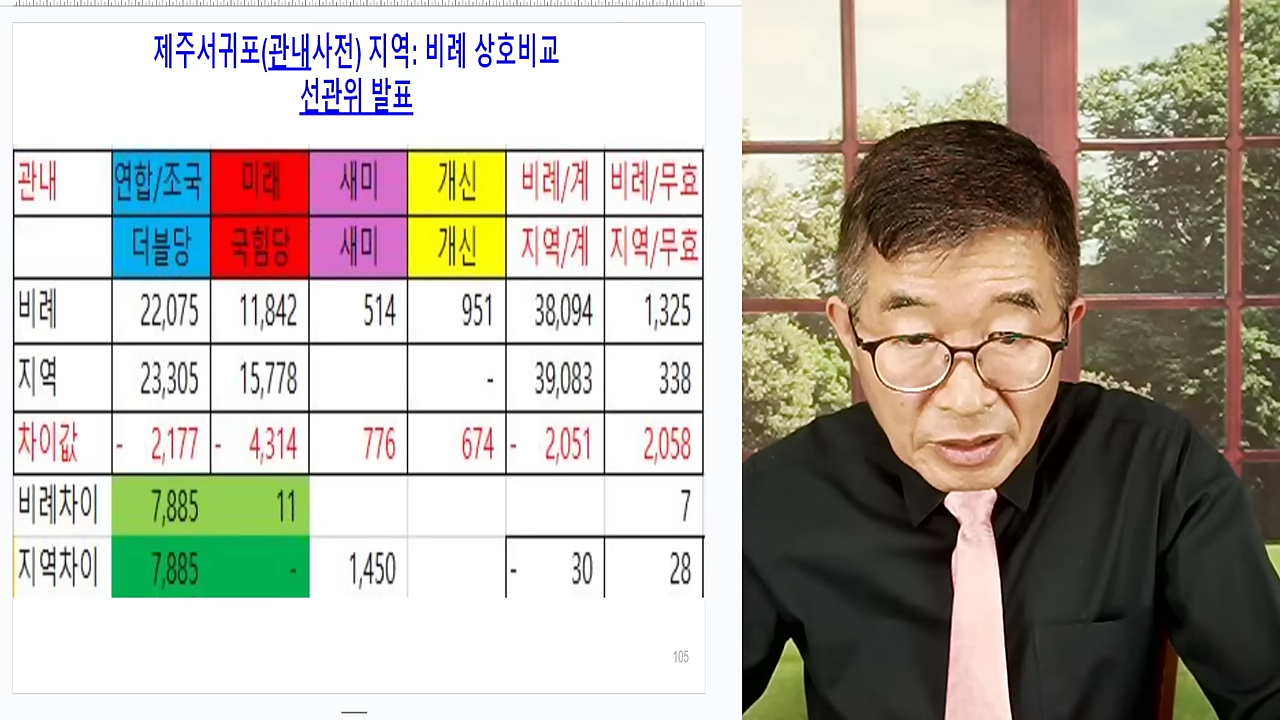 제주서귀포(관내사전) 지역: 비례 상호비교
선관위 발표
관내 연합/조국 미래 새미 개신 비례/계 비례/무효
더블당 국힘당 새미 개신 지역/계 지역/무효
비례 22,075 11,842 514 951 38,094 1,325
지역 23,305 15,778 - 39,083 338
차이값 - 2,177 - 4,314 776 674 - 2,051 2,058
비례차이 7,885 11 7
지역차이 7,885 - 1,450 - 30 28
105